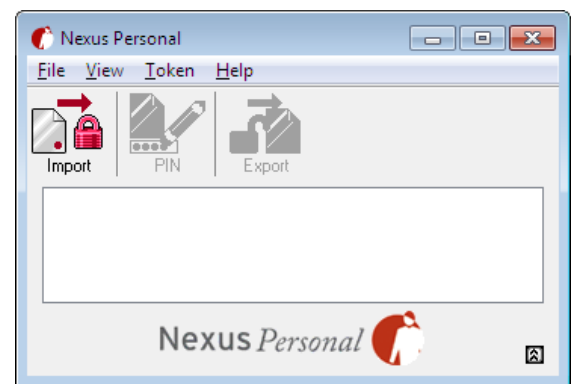 Nexus Personal
File View Token Help
Import PIN Export
Nexus Personal